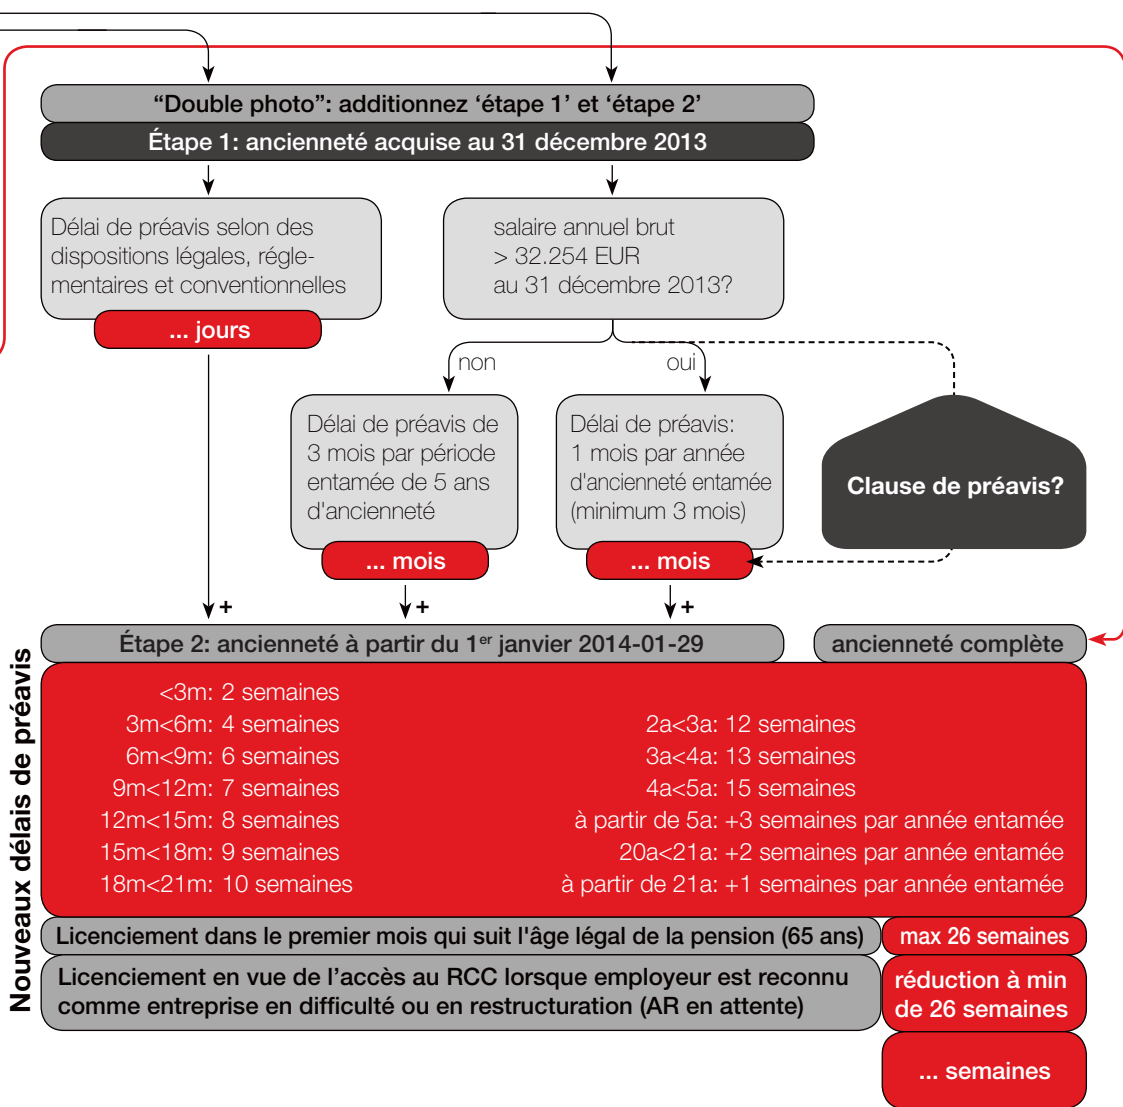 “Double photo”: additionnez ‘étape 1’ et ‘étape 2’
Étape 1: ancienneté acquise au 31 décembre 2013
Délai de préavis selon des
dispositions légales, régle-
mentaires et conventionnelles
... jours
salaire annuel brut
> 32.254 EUR
au 31 décembre 2013?
non
oui
Délai de préavis de
3 mois par période
entamée de 5 ans
d'ancienneté
... mois
Délai de préavis:
1 mois par année
d'ancienneté entamée
(minimum 3 mois)
... mois
Clause de préavis?
+
+
+
Nouveaux délais de préavis
Étape 2: ancienneté à partir du 1er janvier 2014-01-29
ancienneté complète
<3m: 2 semaines
3m<6m: 4 semaines
6m<9m: 6 semaines
9m<12m: 7 semaines
12m<15m: 8 semaines
15m<18m: 9 semaines
18m<21m: 10 semaines
2a<3a: 12 semaines
3a<4a: 13 semaines
4a<5a: 15 semaines
à partir de 5a: +3 semaines par année entamée
20a<21a: +2 semaines par année entamée
à partir de 21a: +1 semaines par année entamée
Licenciement dans le premier mois qui suit l'âge légal de la pension (65 ans)
max 26 semaines
Licenciement en vue de l’accès au RCC lorsque employeur est reconnu
comme entreprise en difficulté ou en restructuration (AR en attente)
réduction à min
de 26 semaines
... semaines